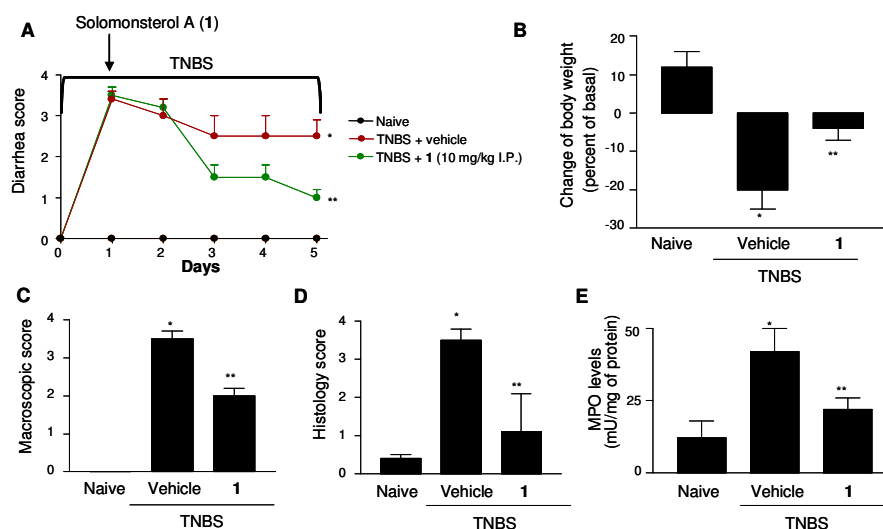 Solomonsterol A (1)
A
TNBS
Diarrhea score
4
3
2
1
0
0 1 2 3 4 5
Days
*
**
Naive
TNBS + vehicle
TNBS + 1 (10 mg/kg I.P.)
B
Change of body weight
(percent of basal)
20
10
0
-10
-20
-30
*
**
Naive Vehicle 1
TNBS
C
Macroscopic score
4
3
2
1
0
*
**
Naive Vehicle 1
TNBS
D
Histology score
4
3
2
1
0
*
**
Naive Vehicle 1
TNBS
E
MPO levels
(mU/mg of protein)
50
25
0
*
**
Naive Vehicle 1
TNBS